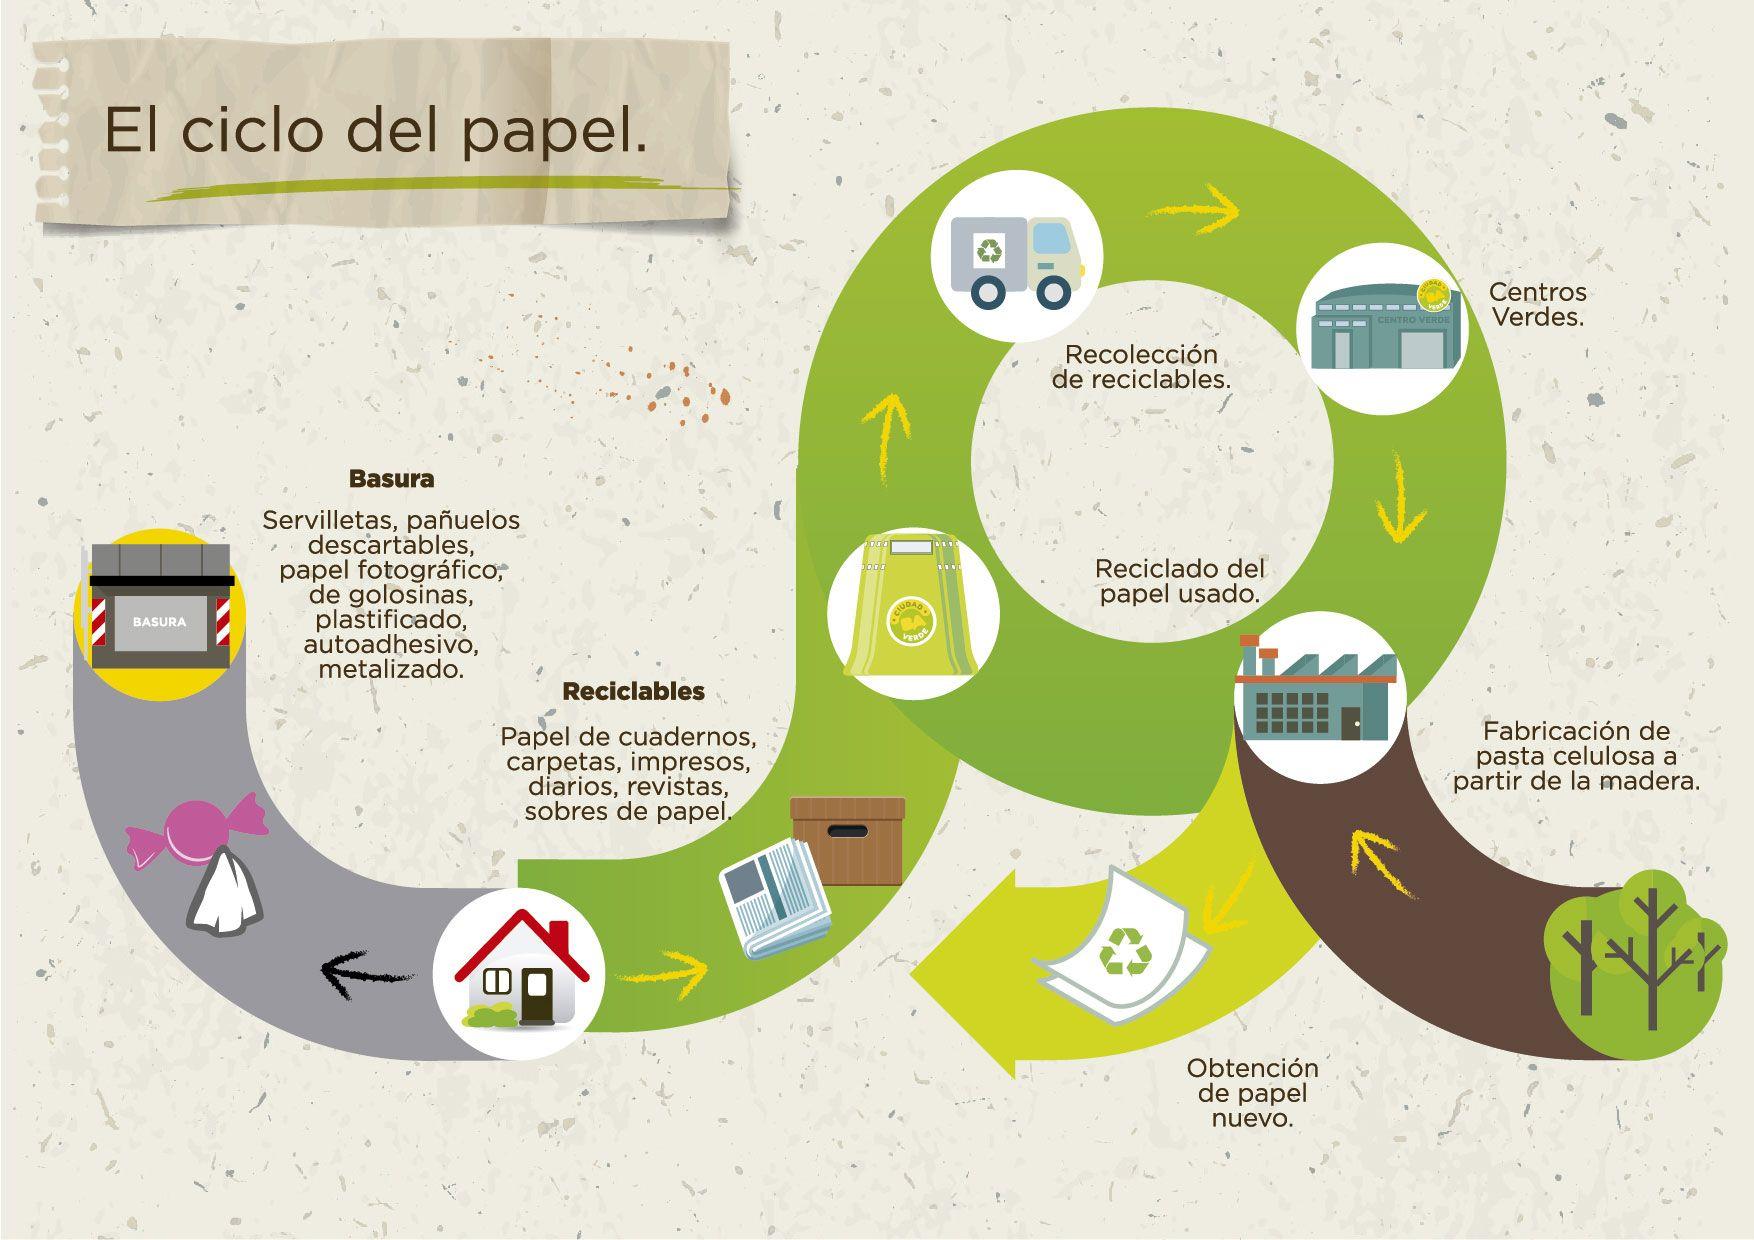 El ciclo del papel.
Centros
Verdes.
CIUDAD
BA
VERDE
CENTRO VERDE
Recolección
de reciclables.
Basura
Servilletas, pañuelos
descartables,
papel fotográfico,
de golosinas,
plastificado,
autoadhesivo,
metalizado.
BASURA
Reciclado del
papel usado.
CIUDAD
BA
VERDE
Reciclables
Papel de cuadernos,
carpetas, impresos,
diarios, revistas,
sobres de papel.
Fabricación de
pasta celulosa a
partir de la madera.
Obtención
de papel
nuevo.